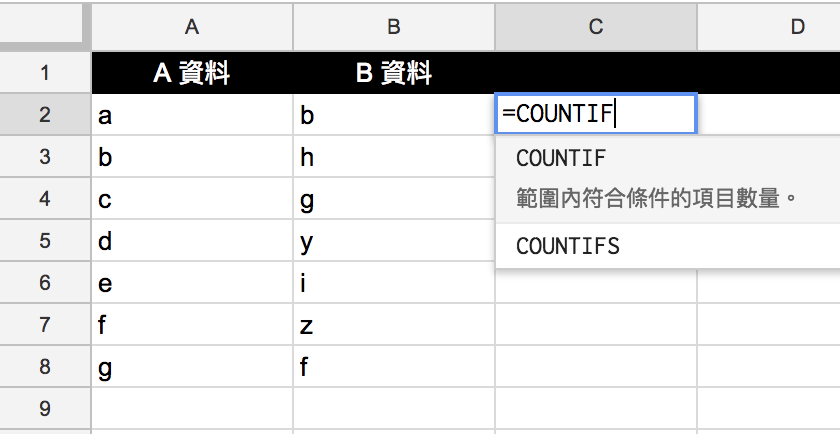 A B C D
1 A 資料 B 資料
2 a b =COUNTIF
3 b h COUNTIF
4 c g 範圍內符合條件的項目數量。
5 d y COUNTIFS
6 e i
7 f z
8 g f
9